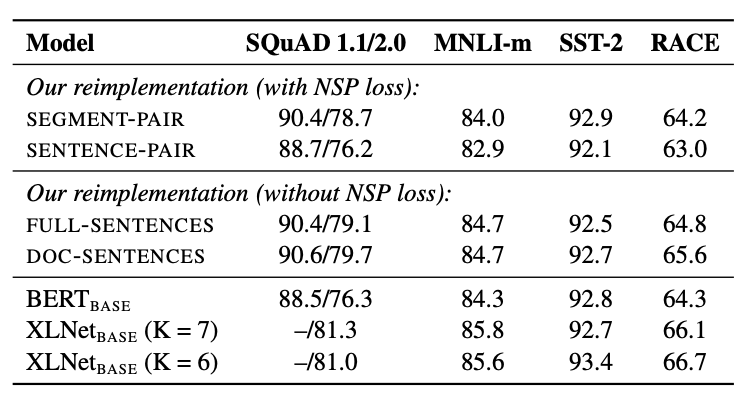 Model SQuAD 1.1/2.0 MNLI-m SST-2 RACE
Our reimplementation (with NSP loss):
SEGMENT-PAIR 90.4/78.7 84.0 92.9 64.2
SENTENCE-PAIR 88.7/76.2 82.9 92.1 63.0
Our reimplementation (without NSP loss):
FULL-SENTENCES 90.4/79.1 84.7 92.5 64.8
DOC-SENTENCES 90.6/79.7 84.7 92.7 65.6
BERTBASE 88.5/76.3 84.3 92.8 64.3
XLNetBASE (K = 7) –/81.3 85.8 92.7 66.1
XLNetBASE (K = 6) –/81.0 85.6 93.4 66.7